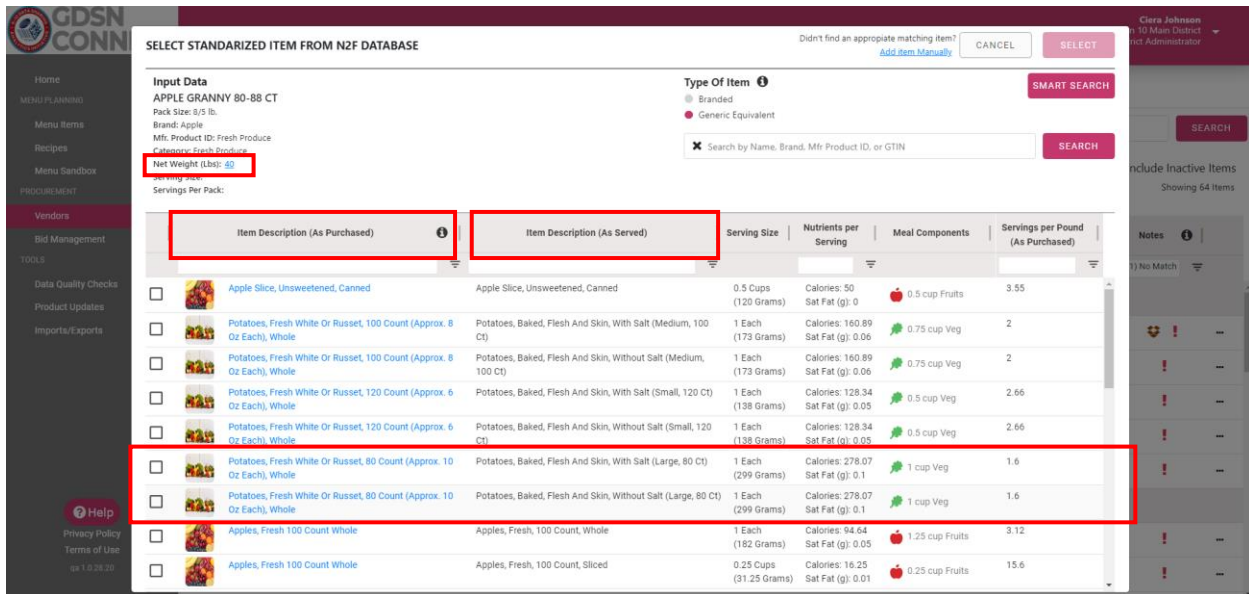 GDSN
CONN
Ciera Johnson
n 10 Main District
rict Administrator
Home
MENU PLANNING
Menu Items
Recipes
Menu Sandbox
PROCUREMENT
Vendors
Bid Management
TOOLS
Data Quality Checks
Product Updates
Imports/Exports
Help
Privacy Policy
Terms of Use
qa 1.0.28.20
SELECT STANDARIZED ITEM FROM N2F DATABASE
Didn't find an appropiate matching item?
Add item Manually
CANCEL
SELECT
Input Data
APPLE GRANNY 80-88 CT
Pack Size: 8/5 lb.
Brand: Apple
Mfr. Product ID: Fresh Produce
Category: Fresh Produce
Net Weight (Lbs): 40
Serving Size:
Servings Per Pack:
Type Of Item
Branded
Generic Equivalent
SMART SEARCH
Search by Name, Brand, Mfr Product ID, or GTIN
SEARCH
SEARCH
nclude Inactive Items
Showing 64 Items
Notes
1) No Match
Item Description (As Purchased) Item Description (As Served) Serving Size Nutrients per Serving Meal Components Servings per Pound (As Purchased)
Apple Slice, Unsweetened, Canned Apple Slice, Unsweetened, Canned 0.5 Cups Calories: 50 0.5 cup Fruits 3.55
(120 Grams) Sat Fat (g): 0
Potatoes, Fresh White Or Russet, 100 Count (Approx. 8 Potatoes, Baked, Flesh And Skin, With Salt (Medium, 100 1 Each Calories: 160.89 0.75 cup Veg 2
Oz Each), Whole Ct) (173 Grams) Sat Fat (g): 0.06
Potatoes, Fresh White Or Russet, 100 Count (Approx. 8 Potatoes, Baked, Flesh And Skin, Without Salt (Medium, 1 Each Calories: 160.89 0.75 cup Veg 2
Oz Each), Whole 100 Ct) (173 Grams) Sat Fat (g): 0.06
Potatoes, Fresh White Or Russet, 120 Count (Approx. 6 Potatoes, Baked, Flesh And Skin, With Salt (Small, 120 Ct) 1 Each Calories: 128.34 0.5 cup Veg 2.66
Oz Each), Whole (138 Grams) Sat Fat (g): 0.05
Potatoes, Fresh White Or Russet, 120 Count (Approx. 6 Potatoes, Baked, Flesh And Skin, Without Salt (Small, 120 1 Each Calories: 128.34 0.5 cup Veg 2.66
Oz Each), Whole Ct) (138 Grams) Sat Fat (g): 0.05
Potatoes, Fresh White Or Russet, 80 Count (Approx. 10 Potatoes, Baked, Flesh And Skin, With Salt (Large, 80 Ct) 1 Each Calories: 278.07 1 cup Veg 1.6
Oz Each), Whole (299 Grams) Sat Fat (g): 0.1
Potatoes, Fresh White Or Russet, 80 Count (Approx. 10 Potatoes, Baked, Flesh And Skin, Without Salt (Large, 80 Ct) 1 Each Calories: 278.07 1 cup Veg 1.6
Oz Each), Whole (299 Grams) Sat Fat (g): 0.1
Apples, Fresh 100 Count Whole Apples, Fresh, 100 Count, Whole 1 Each Calories: 94.64 1.25 cup Fruits 3.12
(182 Grams) Sat Fat (g): 0.05
Apples, Fresh 100 Count Whole Apples, Fresh, 100 Count, Sliced 0.25 Cups Calories: 16.25 0.25 cup Fruits 15.6
(31.25 Grams) Sat Fat (g): 0.01